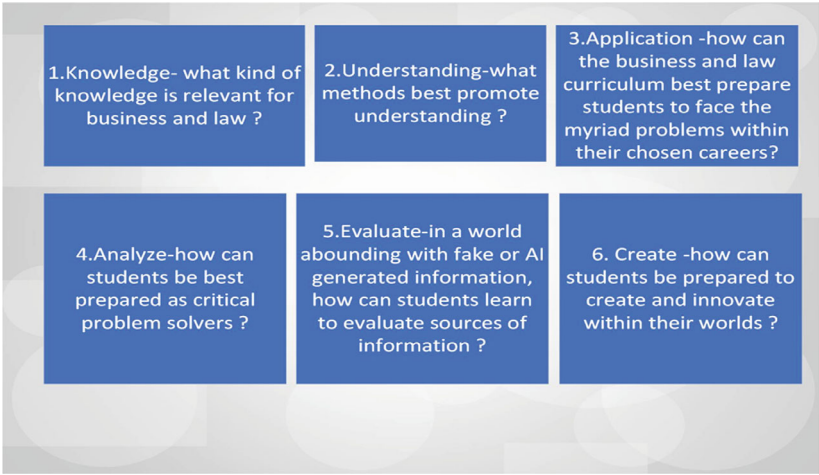 1.Knowledge- what kind of
knowledge is relevant for
business and law ?
2.Understanding-what
methods best promote
understanding ?
3.Application -how can
the business and law
curriculum best prepare
students to face the
myriad problems within
their chosen careers?
4.Analyze-how can
students be best
prepared as critical
problem solvers ?
5.Evaluate-in a world
abounding with fake or AI
generated information,
how can students learn
to evaluate sources of
information ?
6. Create -how can
students be prepared to
create and innovate
within their worlds ?